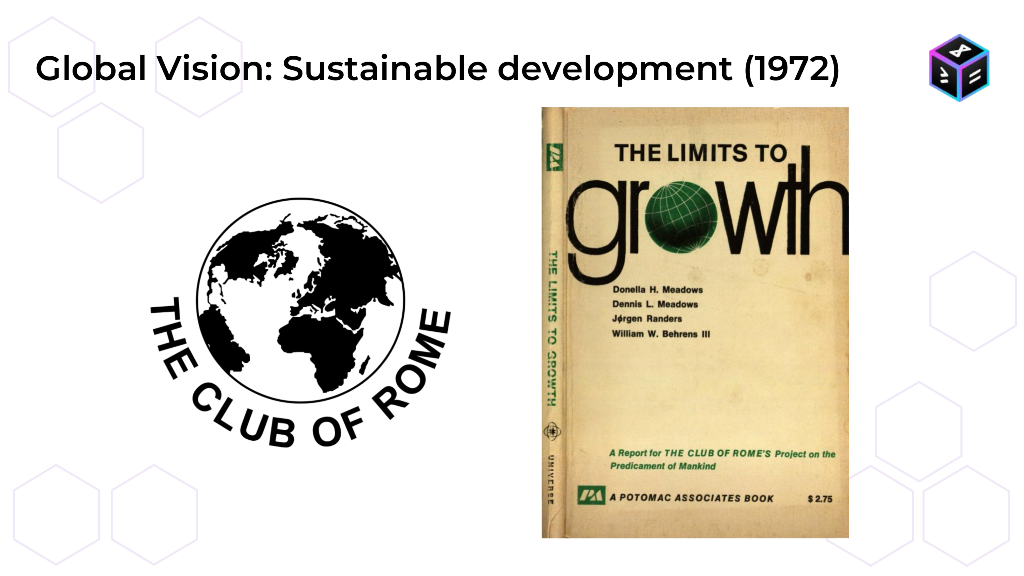 Global Vision: Sustainable development (1972)
THE CLUB OF ROME
THE LIMITS TO
growth
Donella H. Meadows
Dennis L. Meadows
Jørgen Randers
William W. Behrens III
A Report for THE CLUB OF ROME'S Project on the
Predicament of Mankind
PA A POTOMAC ASSOCIATES BOOK $2.75
PA
THE LIMITS TO GROWTH
UNIVERSE